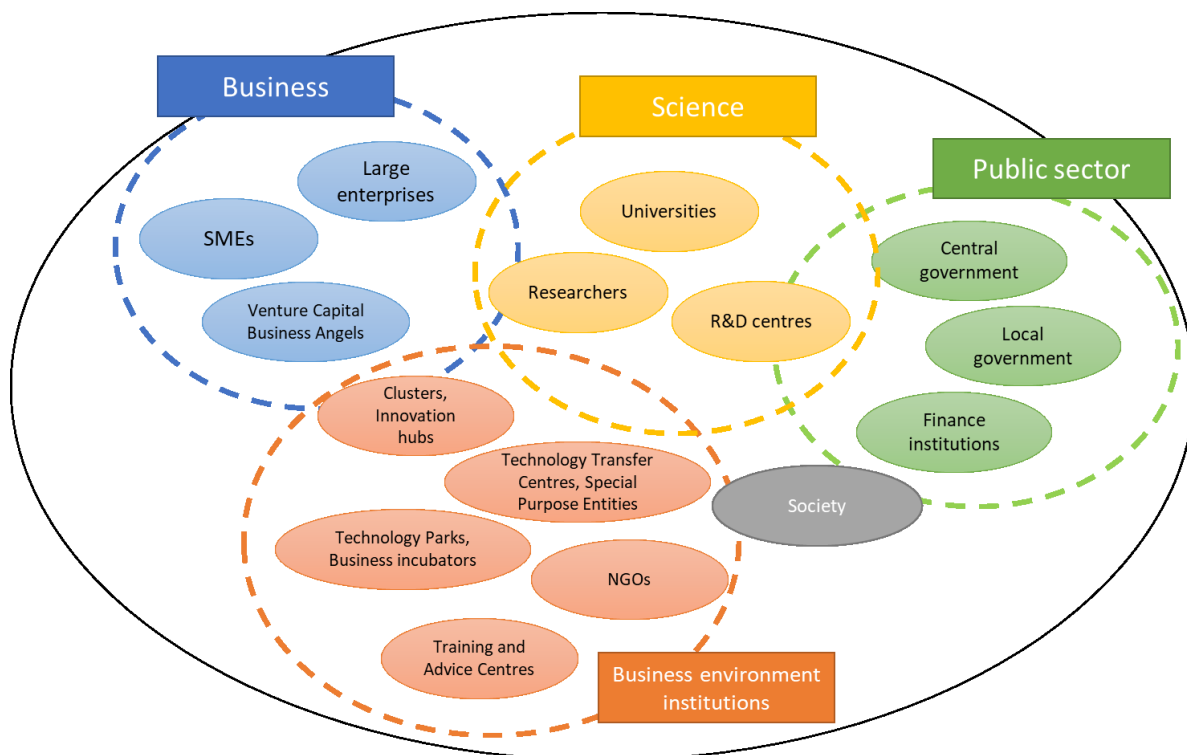 Business
Science
Public sector
Large
enterprises
SMEs
Venture Capital
Business Angels
Universities
Researchers
R&D centres
Central
government
Local
government
Finance
institutions
Clusters,
Innovation
hubs
Technology Transfer
Centres, Special
Purpose Entities
Society
Technology Parks,
Business incubators
NGOs
Training and
Advice Centres
Business environment
institutions